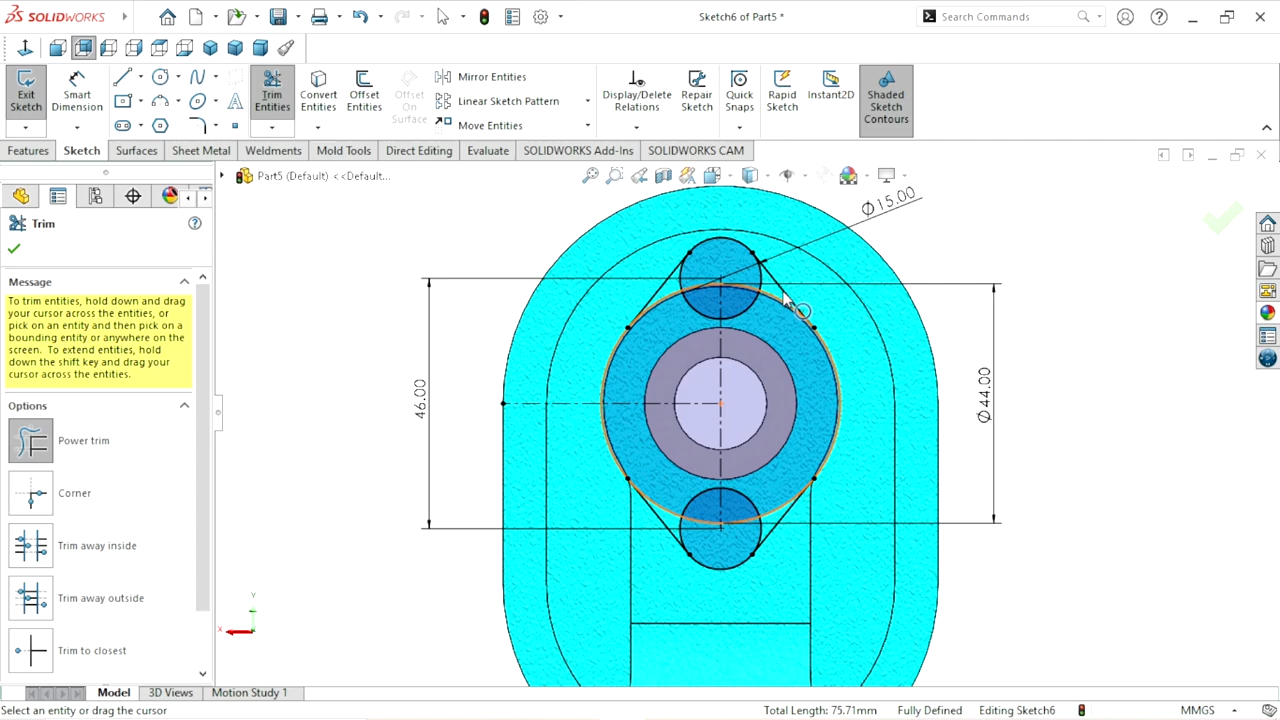 SOLIDWORKS
Sketch6 of Part5 *
Search Commands
Exit Sketch
Smart Dimension
Trim Entities
Convert Entities
Offset Entities
Offset On Surface
Mirror Entities
Linear Sketch Pattern
Move Entities
Display/Delete Relations
Repair Sketch
Quick Snaps
Rapid Sketch
Instant2D
Shaded Sketch Contours
Features
Sketch
Surfaces
Sheet Metal
Weldments
Mold Tools
Direct Editing
Evaluate
SOLIDWORKS Add-Ins
SOLIDWORKS CAM
Part5 (Default) <<Default...
Trim
Message
To trim entities, hold down and drag
your cursor across the entities, or
pick on an entity and then pick on a
bounding entity or anywhere on the
screen. To extend entities, hold
down the shift key and drag your
cursor across the entities.
Options
Power trim
Corner
Trim away inside
Trim away outside
Trim to closest
Ø15.00
46.00
Ø44.00
Y
X
Model
3D Views
Motion Study 1
Select an entity or drag the cursor
Total Length: 75.71mm
Fully Defined
Editing Sketch6
MMGS